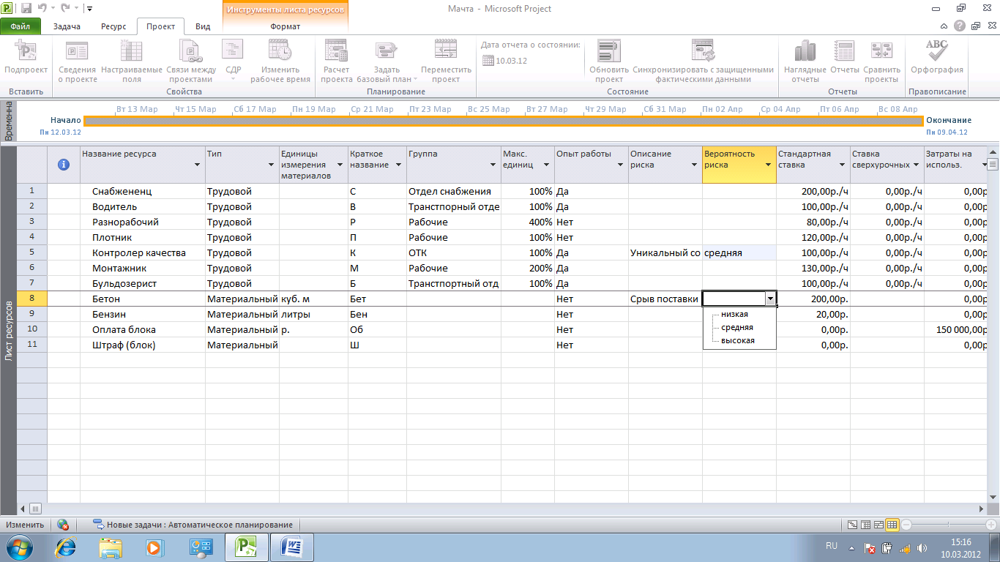 Инструменты листа ресурсов
Мачта - Microsoft Project
Файл Задача Ресурс Проект Вид Формат
Подпроект
Сведения о проекте
Настраиваемые поля
Связи между проектами
СДР
Изменить рабочее время
Расчет проекта
Задать базовый план
Переместить проект
Дата отчета о состоянии:
10.03.12
Обновить проект
Синхронизировать с защищенными фактическими данными
Наглядные отчеты
Отчеты
Сравнить проекты
ABC
Орфография
Вставить Свойства Планирование Состояние Отчеты Правописание
Временна
Вт 13 Мар Чт 15 Мар Сб 17 Мар Пн 19 Мар Ср 21 Мар Пт 23 Мар Вс 25 Мар Вт 27 Мар Чт 29 Мар Сб 31 Мар Пн 02 Апр Ср 04 Апр Пт 06 Апр Вс 08 Апр
Начало
Пн 12.03.12
Окончание
Пн 09.04.12
Лист ресурсов
Название ресурса Тип Единицы измерения материалов Краткое название Группа Макс. единиц Опыт работы Описание риска Вероятность риска Стандартная ставка Ставка сверхурочных Затраты на использ.
1 Снабжененц Трудовой С Отдел снабжения 100% Да 200,00р./ч 0,00р./ч 0,00р
2 Водитель Трудовой В Транстпорный отде 100% Да 100,00р./ч 0,00р./ч 0,00р
3 Разнорабочий Трудовой Р Рабочие 400% Нет 80,00р./ч 0,00р./ч 0,00р
4 Плотник Трудовой П Рабочие 100% Нет 120,00р./ч 0,00р./ч 0,00р
5 Контролер качества Трудовой К ОТК 100% Да Уникальный со средняя 100,00р./ч 0,00р./ч 0,00р
6 Монтажник Трудовой М Рабочие 200% Да 130,00р./ч 0,00р./ч 0,00р
7 Бульдозерист Трудовой Б Транстпортный отд 100% Да 100,00р./ч 0,00р./ч 0,00р
8 Бетон Материальный куб. м Бет Нет Срыв поставки 200,00р. 0,00р
9 Бензин Материальный литры Бен Нет 20,00р. 0,00р
10 Оплата блока Материальный р. Об Нет 0,00р. 150 000,00р
11 Штраф (блок) Материальный Ш Нет 0,00р. 0,00р
низкая
средняя
высокая
Изменить Новые задачи : Автоматическое планирование
RU
15:16
10.03.2012